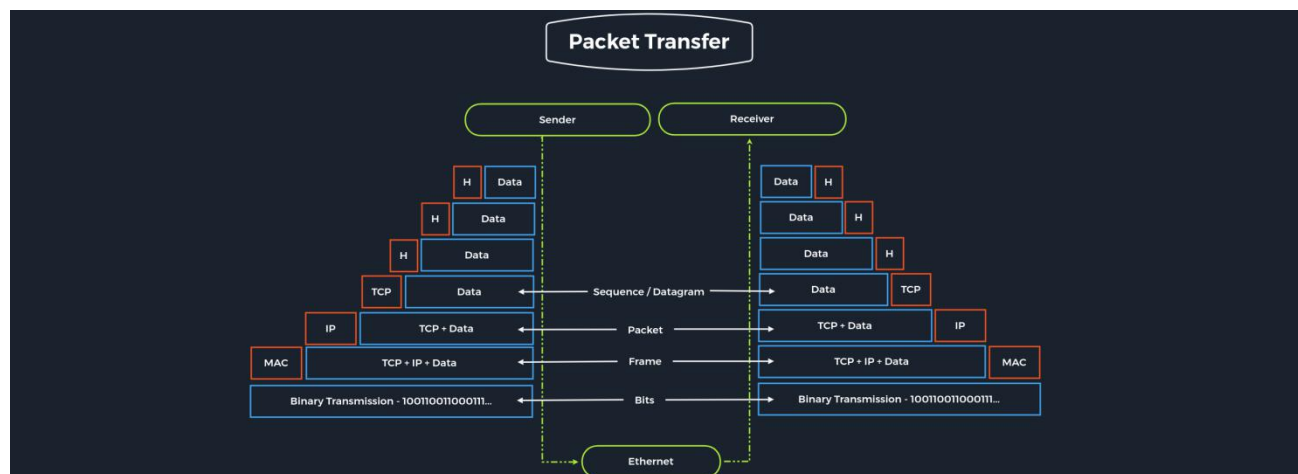 Packet Transfer
Sender Receiver
H Data Data H
H Data Data H
H Data Data H
TCP Data Sequence / Datagram Data TCP
IP TCP + Data Packet TCP + Data IP
MAC TCP + IP + Data Frame TCP + IP + Data MAC
Binary Transmission - 100110011000111... Bits Binary Transmission - 100110011000111...
Ethernet